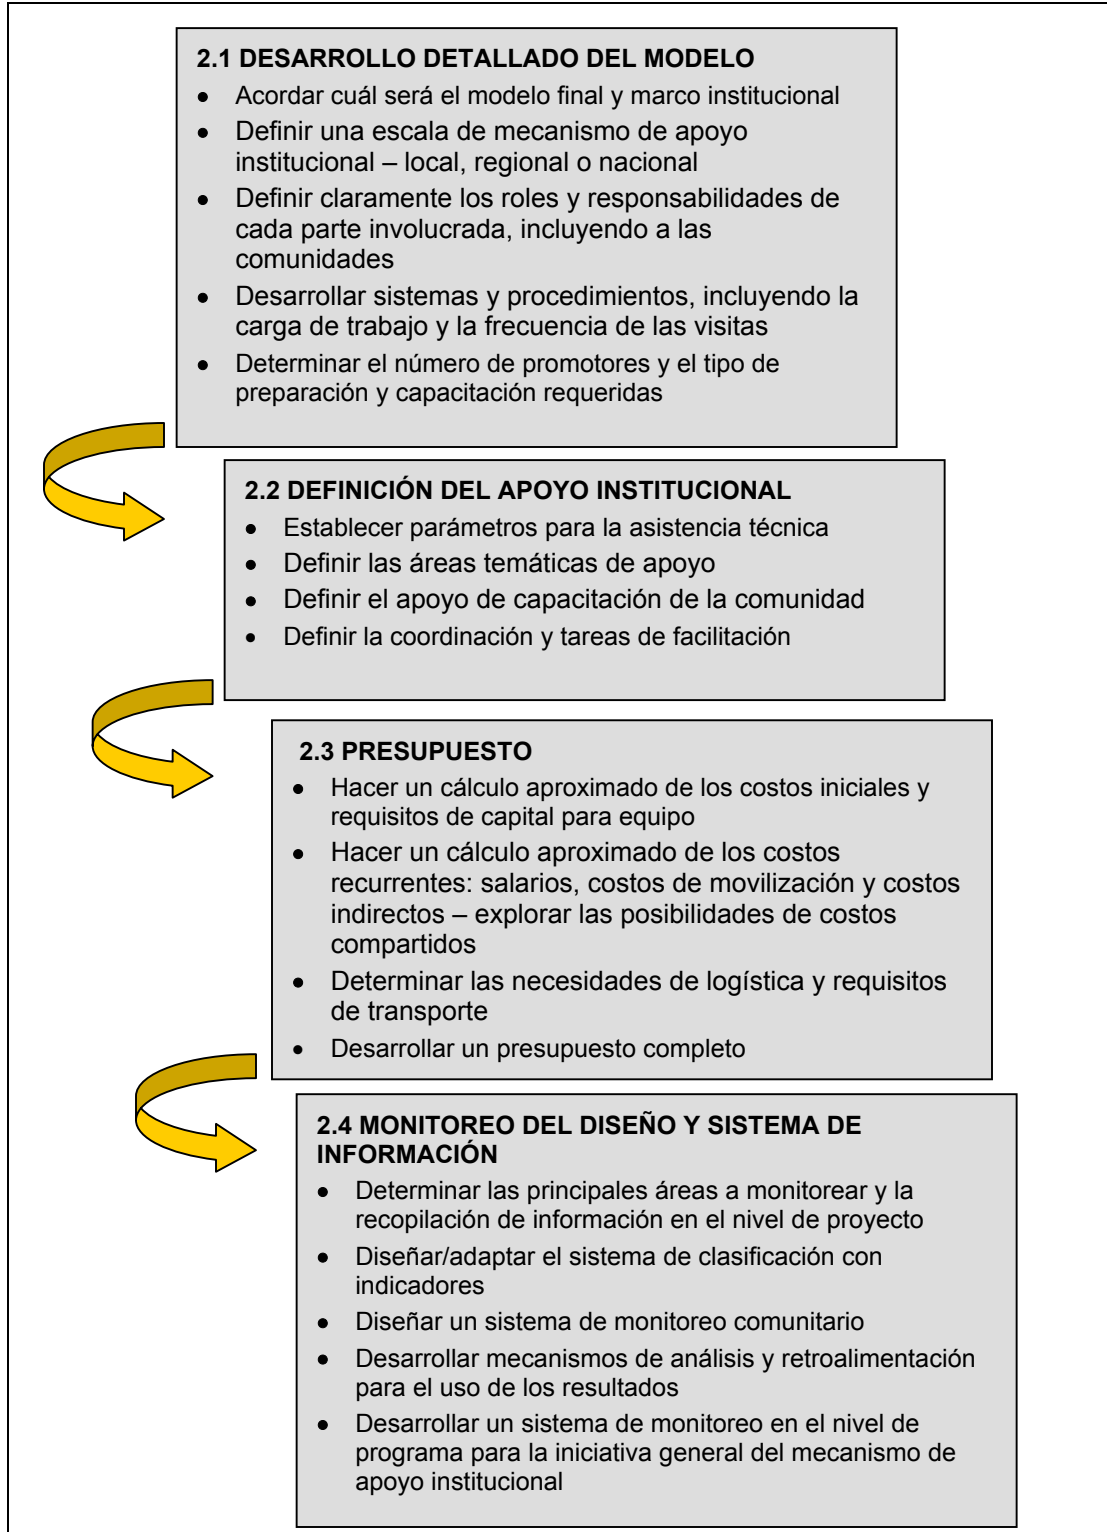 2.1 DESARROLLO DETALLADO DEL MODELO
• Acordar cuál será el modelo final y marco institucional
• Definir una escala de mecanismo de apoyo
institucional – local, regional o nacional
• Definir claramente los roles y responsabilidades de
cada parte involucrada, incluyendo a las
comunidades
• Desarrollar sistemas y procedimientos, incluyendo la
carga de trabajo y la frecuencia de las visitas
• Determinar el número de promotores y el tipo de
preparación y capacitación requeridas
2.2 DEFINICIÓN DEL APOYO INSTITUCIONAL
• Establecer parámetros para la asistencia técnica
• Definir las áreas temáticas de apoyo
• Definir el apoyo de capacitación de la comunidad
• Definir la coordinación y tareas de facilitación
2.3 PRESUPUESTO
• Hacer un cálculo aproximado de los costos iniciales y
requisitos de capital para equipo
• Hacer un cálculo aproximado de los costos
recurrentes: salarios, costos de movilización y costos
indirectos – explorar las posibilidades de costos
compartidos
• Determinar las necesidades de logística y requisitos
de transporte
• Desarrollar un presupuesto completo
2.4 MONITOREO DEL DISEÑO Y SISTEMA DE
INFORMACIÓN
• Determinar las principales áreas a monitorear y la
recopilación de información en el nivel de proyecto
• Diseñar/adaptar el sistema de clasificación con
indicadores
• Diseñar un sistema de monitoreo comunitario
• Desarrollar mecanismos de análisis y retroalimentación
para el uso de los resultados
• Desarrollar un sistema de monitoreo en el nivel de
programa para la iniciativa general del mecanismo de
apoyo institucional